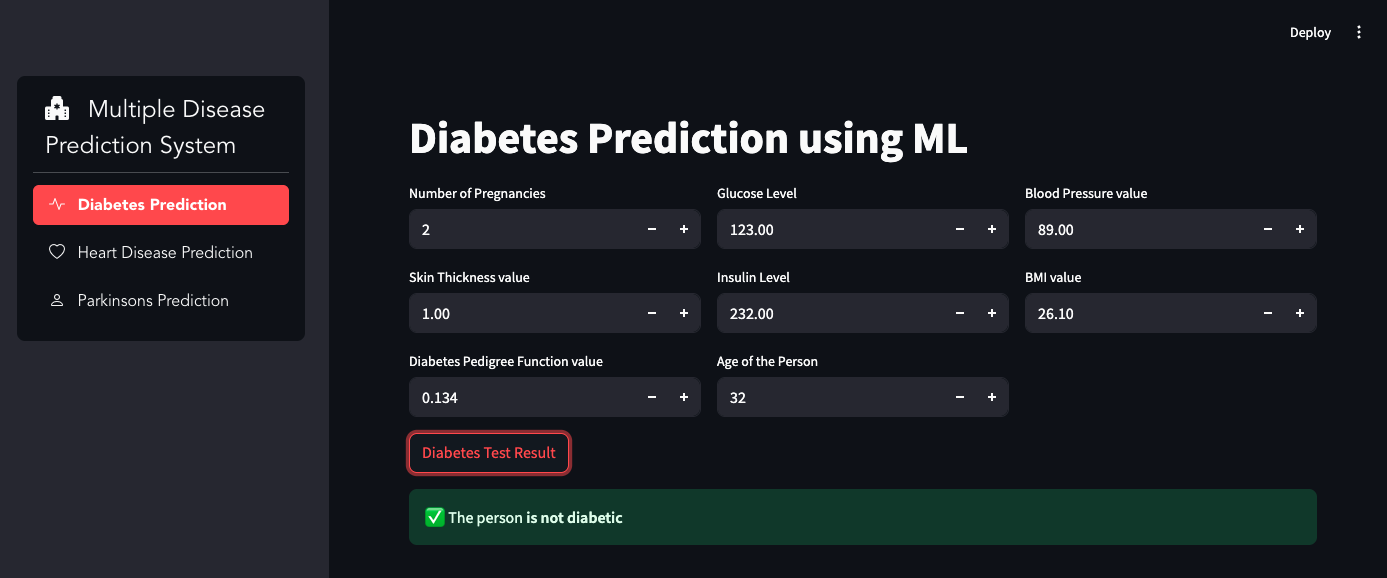 Deploy
Multiple Disease
Prediction System
Diabetes Prediction
Heart Disease Prediction
Parkinsons Prediction
Diabetes Prediction using ML
Number of Pregnancies Glucose Level Blood Pressure value
2 − + 123.00 − + 89.00 − +
Skin Thickness value Insulin Level BMI value
1.00 − + 232.00 − + 26.10 − +
Diabetes Pedigree Function value Age of the Person
0.134 − + 32 − +
Diabetes Test Result
✅ The person is not diabetic